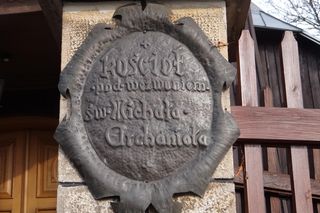 kościół
pod wezwaniem
św. Michała
Archanioła